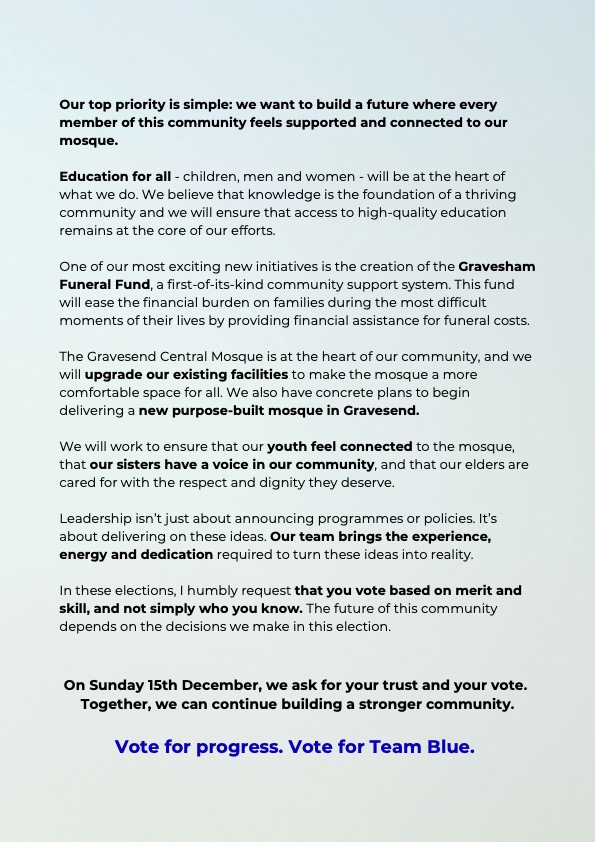 Our top priority is simple: we want to build a future where every
member of this community feels supported and connected to our
mosque.
Education for all - children, men and women - will be at the heart of
what we do. We believe that knowledge is the foundation of a thriving
community and we will ensure that access to high-quality education
remains at the core of our efforts.
One of our most exciting new initiatives is the creation of the Gravesham
Funeral Fund, a first-of-its-kind community support system. This fund
will ease the financial burden on families during the most difficult
moments of their lives by providing financial assistance for funeral costs.
The Gravesend Central Mosque is at the heart of our community, and we
will upgrade our existing facilities to make the mosque a more
comfortable space for all. We also have concrete plans to begin
delivering a new purpose-built mosque in Gravesend.
We will work to ensure that our youth feel connected to the mosque,
that our sisters have a voice in our community, and that our elders are
cared for with the respect and dignity they deserve.
Leadership isn’t just about announcing programmes or policies. It’s
about delivering on these ideas. Our team brings the experience,
energy and dedication required to turn these ideas into reality.
In these elections, I humbly request that you vote based on merit and
skill, and not simply who you know. The future of this community
depends on the decisions we make in this election.
On Sunday 15th December, we ask for your trust and your vote.
Together, we can continue building a stronger community.
Vote for progress. Vote for Team Blue.